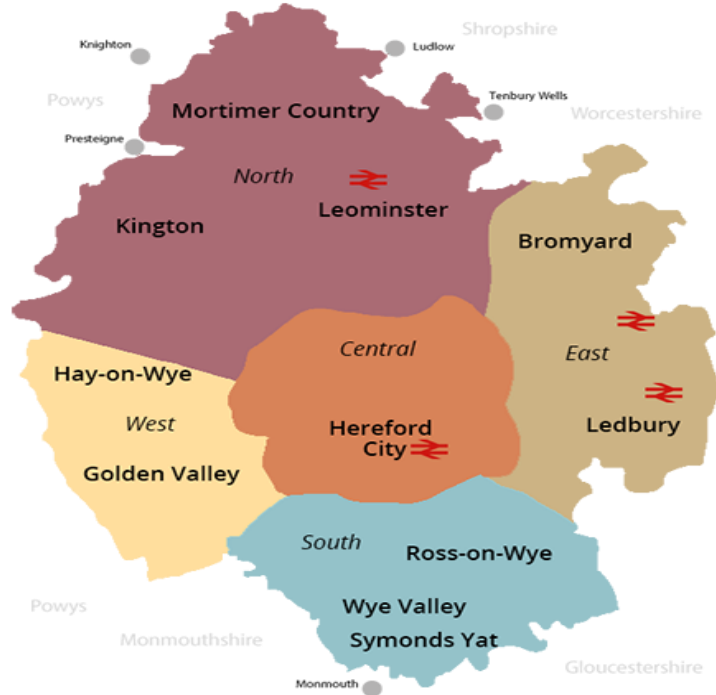 Shropshire
Knighton
Ludlow
Powys
Tenbury Wells
Mortimer Country
Worcestershire
Presteigne
North
Leominster
Kington
Bromyard
Central
East
Hay-on-Wye
West
Ledbury
Hereford
City
Golden Valley
South
Ross-on-Wye
Powys
Wye Valley
Monmouthshire
Symonds Yat
Gloucestershire
Monmouth